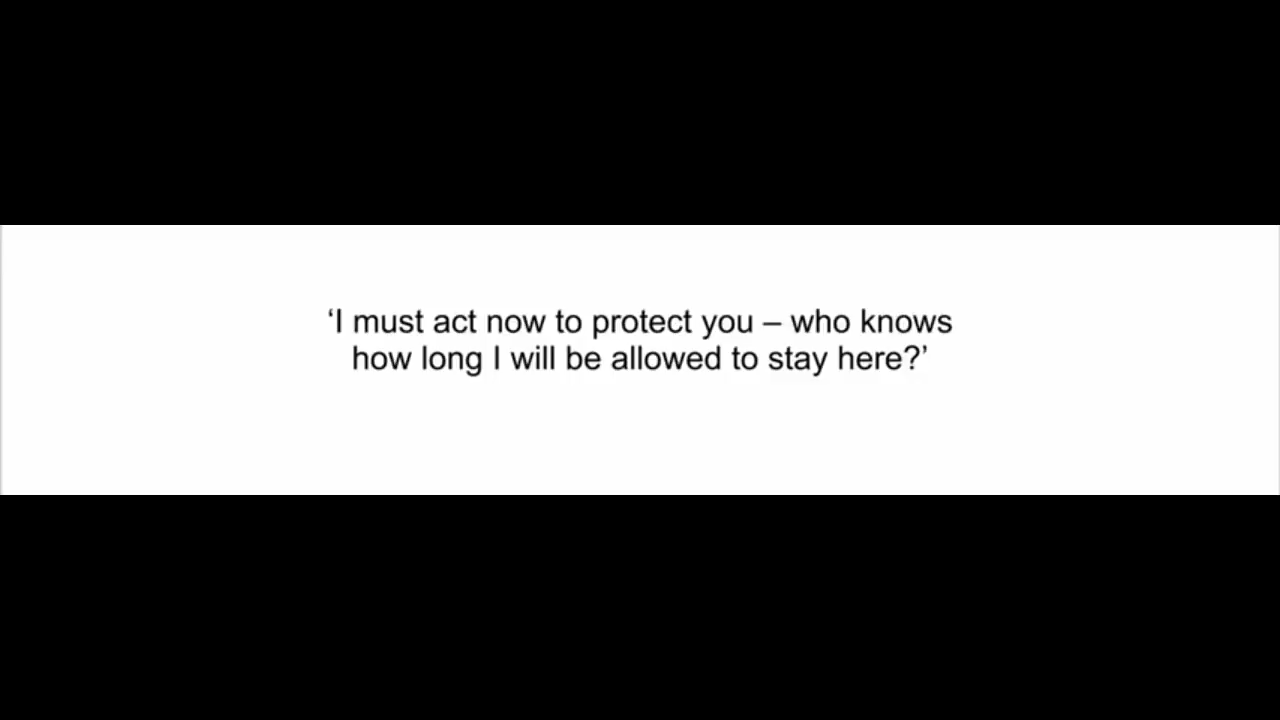 ‘I must act now to protect you – who knows
how long I will be allowed to stay here?’